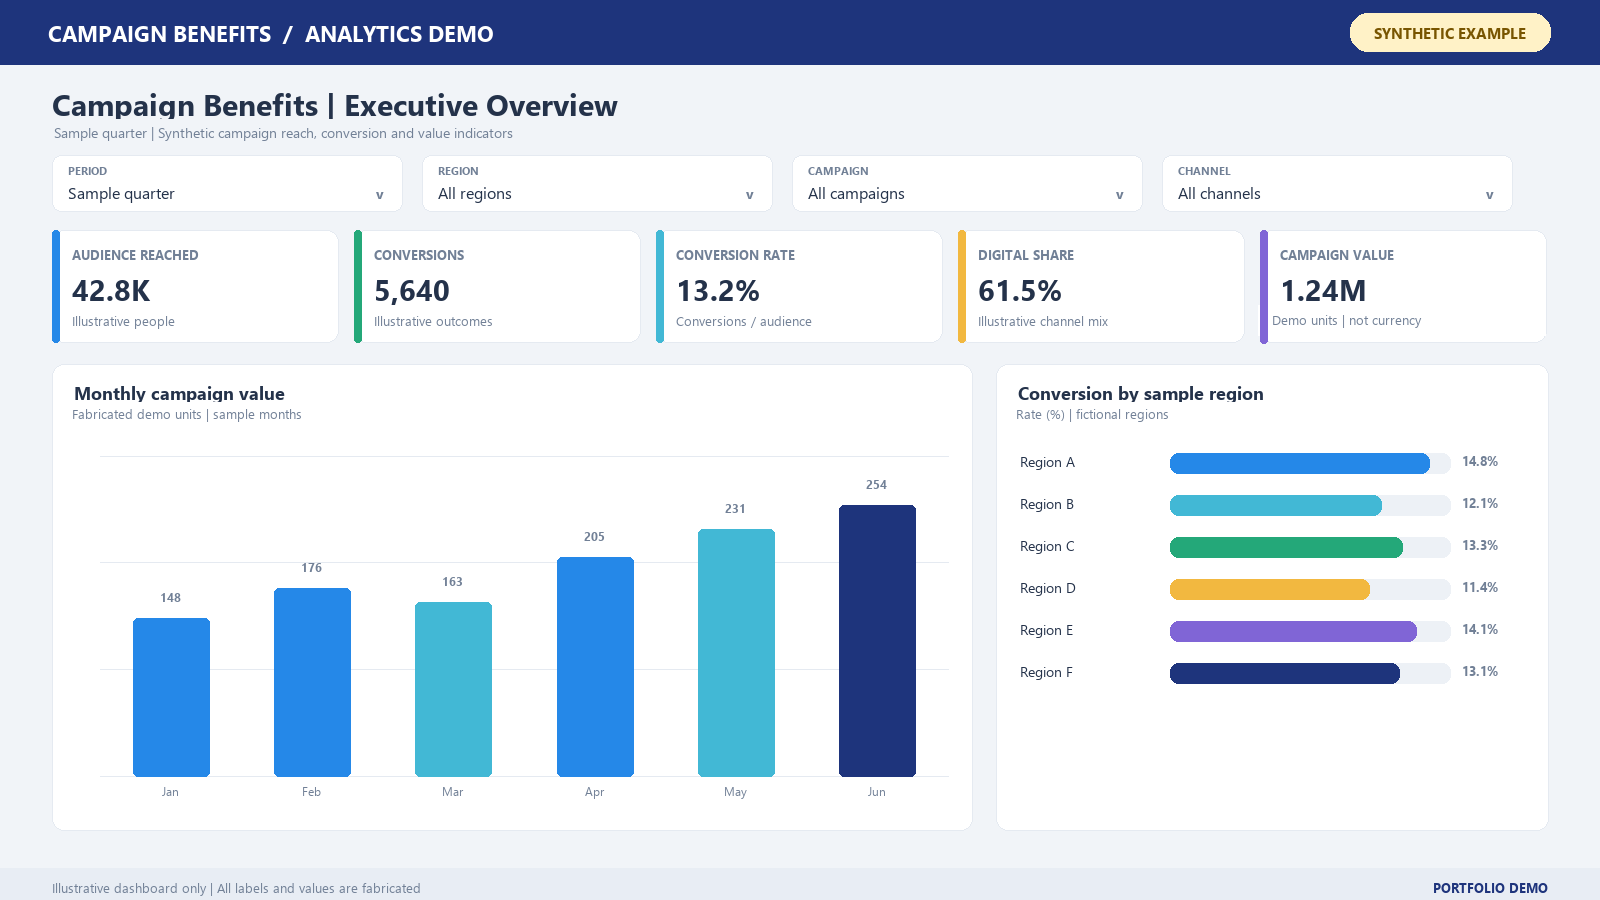 CAMPAIGN BENEFITS / ANALYTICS DEMO
SYNTHETIC EXAMPLE
Campaign Benefits | Executive Overview
Sample quarter | Synthetic campaign reach, conversion and value indicators
PERIOD
Sample quarter v
REGION
All regions v
CAMPAIGN
All campaigns v
CHANNEL
All channels v
AUDIENCE REACHED
42.8K
Illustrative people
CONVERSIONS
5,640
Illustrative outcomes
CONVERSION RATE
13.2%
Conversions / audience
DIGITAL SHARE
61.5%
Illustrative channel mix
CAMPAIGN VALUE
1.24M
Demo units | not currency
Monthly campaign value
Fabricated demo units | sample months
148
176
163
205
231
254
Jan
Feb
Mar
Apr
May
Jun
Conversion by sample region
Rate (%) | fictional regions
Region A 14.8%
Region B 12.1%
Region C 13.3%
Region D 11.4%
Region E 14.1%
Region F 13.1%
Illustrative dashboard only | All labels and values are fabricated
PORTFOLIO DEMO